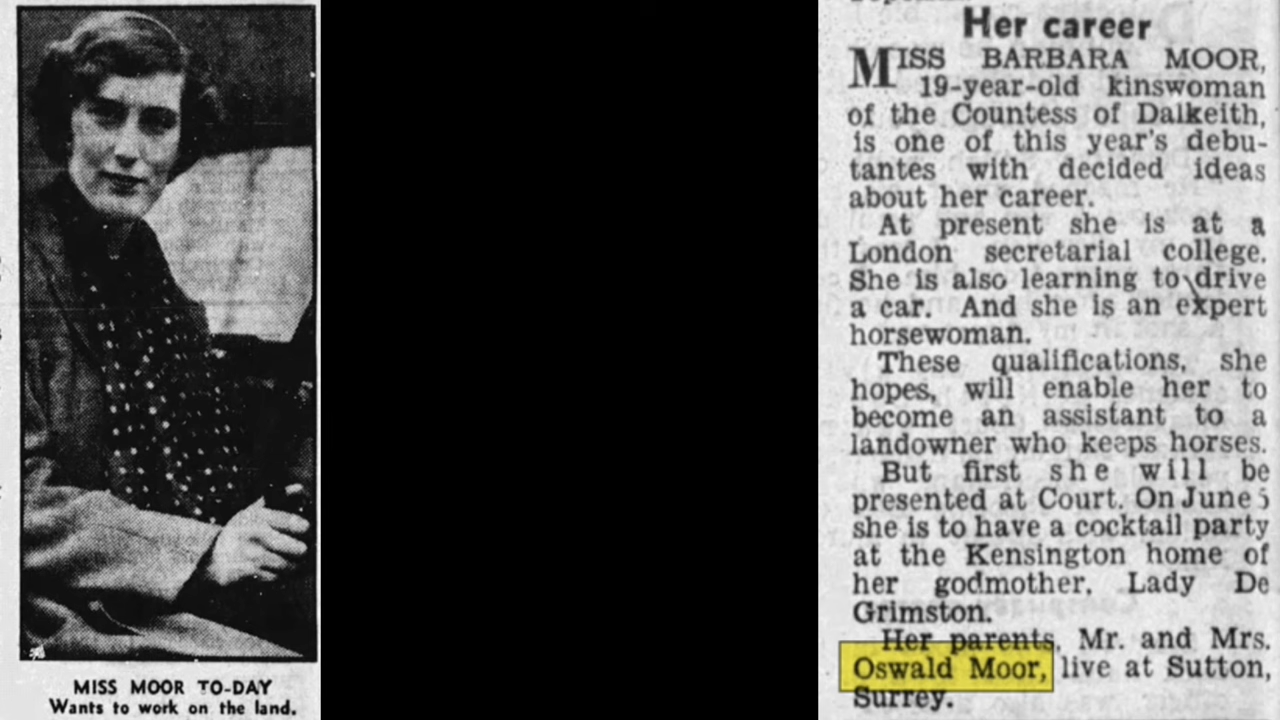 MISS MOOR TO-DAY
Wants to work on the land.
Her career
MISS BARBARA MOOR,
19-year-old kinswoman
of the Countess of Dalkeith,
is one of this year's debu-
tantes with decided ideas
about her career.
At present she is at a
London secretarial college.
She is also learning to drive
a car. And she is an expert
horsewoman.
These qualifications, she
hopes, will enable her to
become an assistant to a
landowner who keeps horses.
But first she will be
presented at Court. On June 5
she is to have a cocktail party
at the Kensington home of
her godmother, Lady De
Grimston.
Her parents, Mr. and Mrs.
Oswald Moor, live at Sutton,
Surrey.